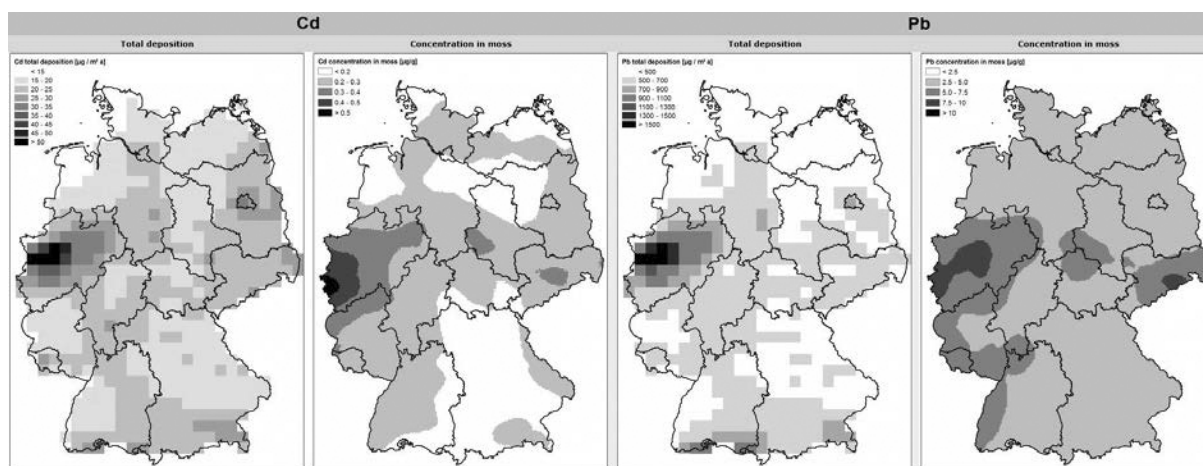 Cd
Pb
Total deposition
Concentration in moss
Total deposition
Concentration in moss
Cd total deposition [µg / m² a]
< 15
15 - 20
20 - 25
25 - 30
30 - 35
35 - 40
40 - 45
45 - 50
> 50
Cd concentration in moss [µg/g]
< 0.2
0.2 - 0.3
0.3 - 0.4
0.4 - 0.5
> 0.5
Pb total deposition [µg / m² a]
< 500
500 - 700
700 - 900
900 - 1100
1100 - 1300
1300 - 1500
> 1500
Pb concentration in moss [µg/g]
< 2.5
2.5 - 5.0
5.0 - 7.5
7.5 - 10
> 10